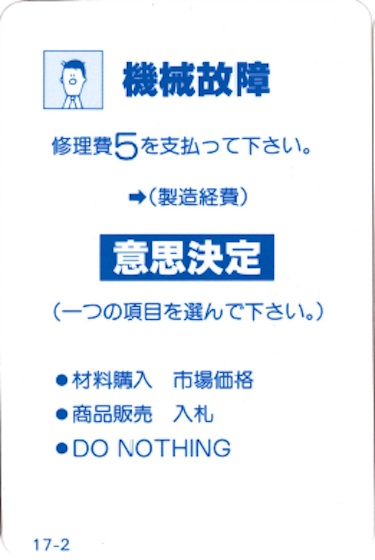 機械故障
修理費5を支払って下さい。
➡(製造経費)
意思決定
(一つの項目を選んで下さい。)
●材料購入　市場価格
●商品販売　入札
●DO NOTHING
17-2